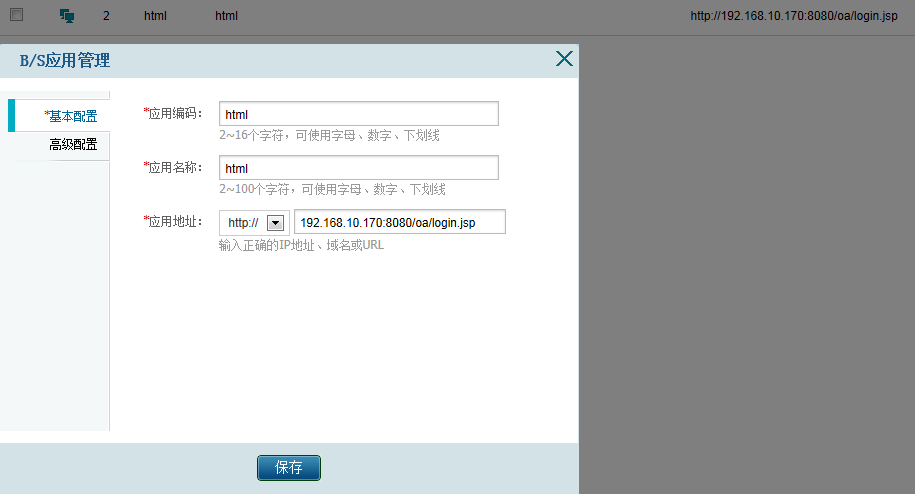 2 html html http://192.168.10.170:8080/oa/login.jsp
B/S应用管理
*基本配置
高级配置
*应用编码： html
2~16个字符，可使用字母、数字、下划线
*应用名称： html
2~100个字符，可使用字母、数字、下划线
*应用地址： http:// 192.168.10.170:8080/oa/login.jsp
输入正确的IP地址、域名或URL
保存